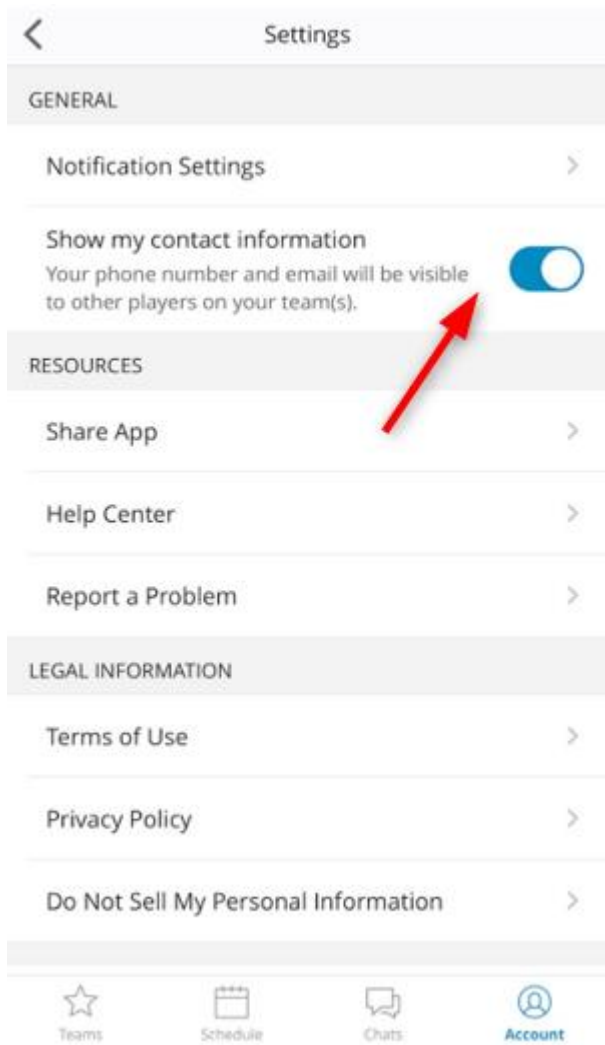 Settings
GENERAL
Notification Settings
Show my contact information
Your phone number and email will be visible
to other players on your team(s).
RESOURCES
Share App
Help Center
Report a Problem
LEGAL INFORMATION
Terms of Use
Privacy Policy
Do Not Sell My Personal Information
Teams
Schedule
Chats
Account